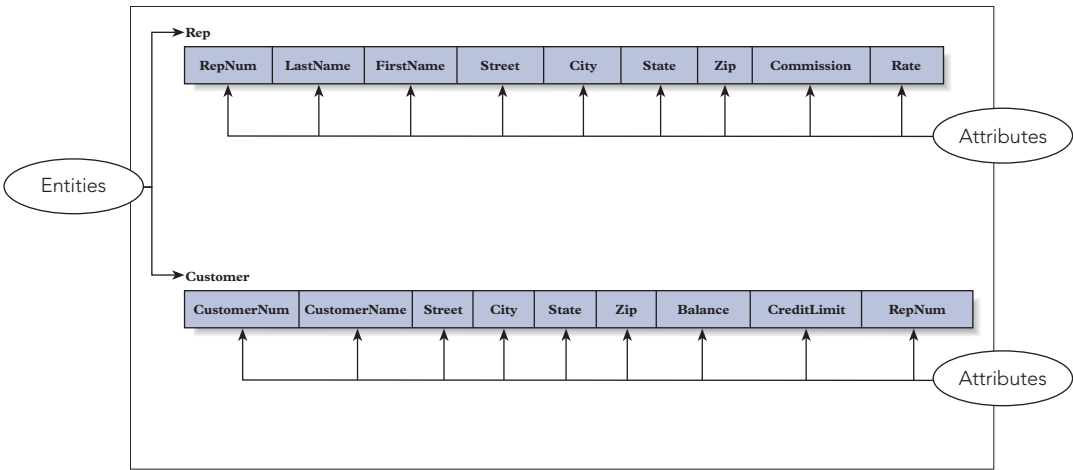 Rep
RepNum LastName FirstName Street City State Zip Commission Rate
Attributes
Entities
Customer
CustomerNum CustomerName Street City State Zip Balance CreditLimit RepNum
Attributes